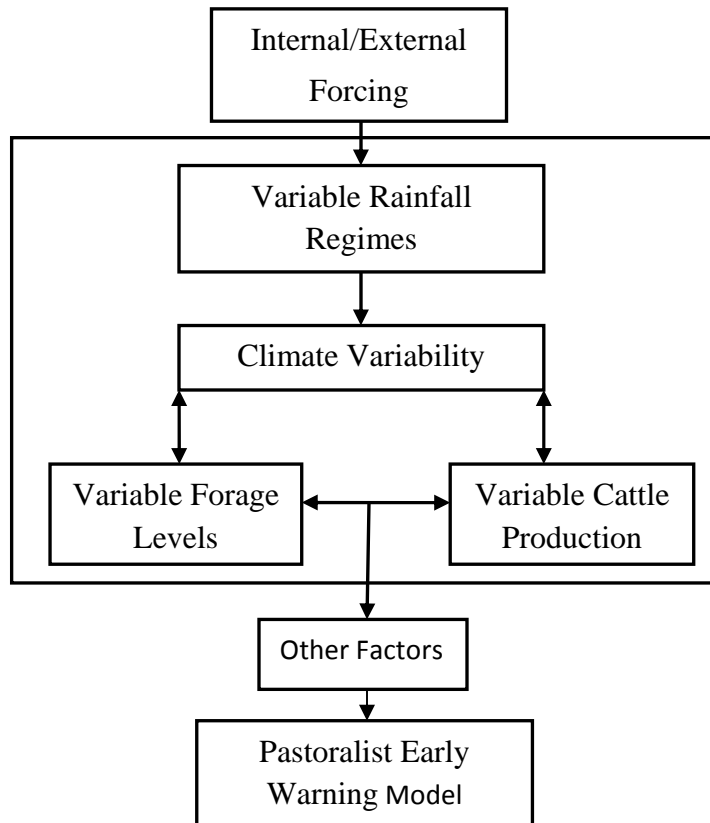 Internal/External
Forcing
Variable Rainfall
Regimes
Climate Variability
Variable Forage
Levels
Variable Cattle
Production
Other Factors
Pastoralist Early
Warning Model